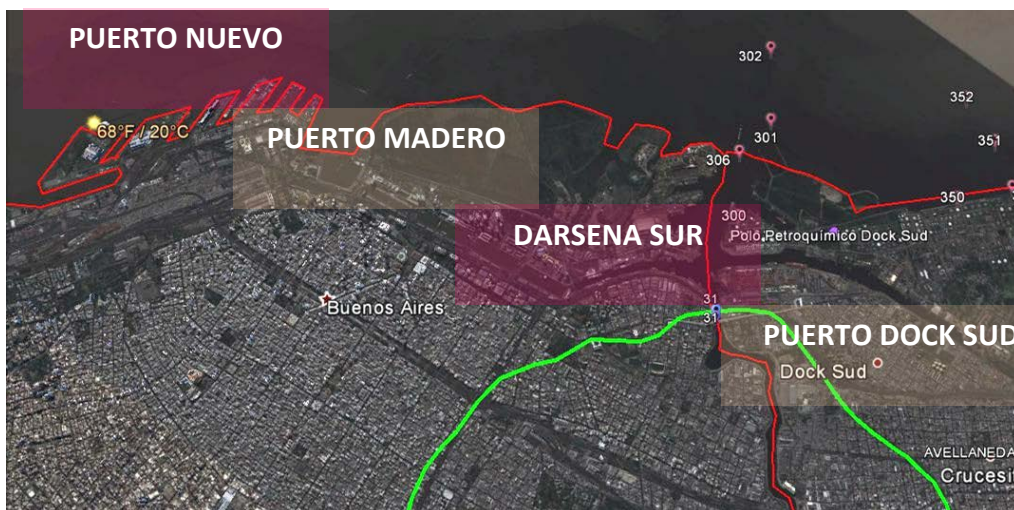 PUERTO NUEVO
302
352
68°F / 20°C
PUERTO MADERO
301
351
306
350
300
DARSENA SUR
Polo Petroquímico Dock Sud
31
31
Buenos Aires
PUERTO DOCK SUD
Dock Sud
AVELLANEDA
Crucesit